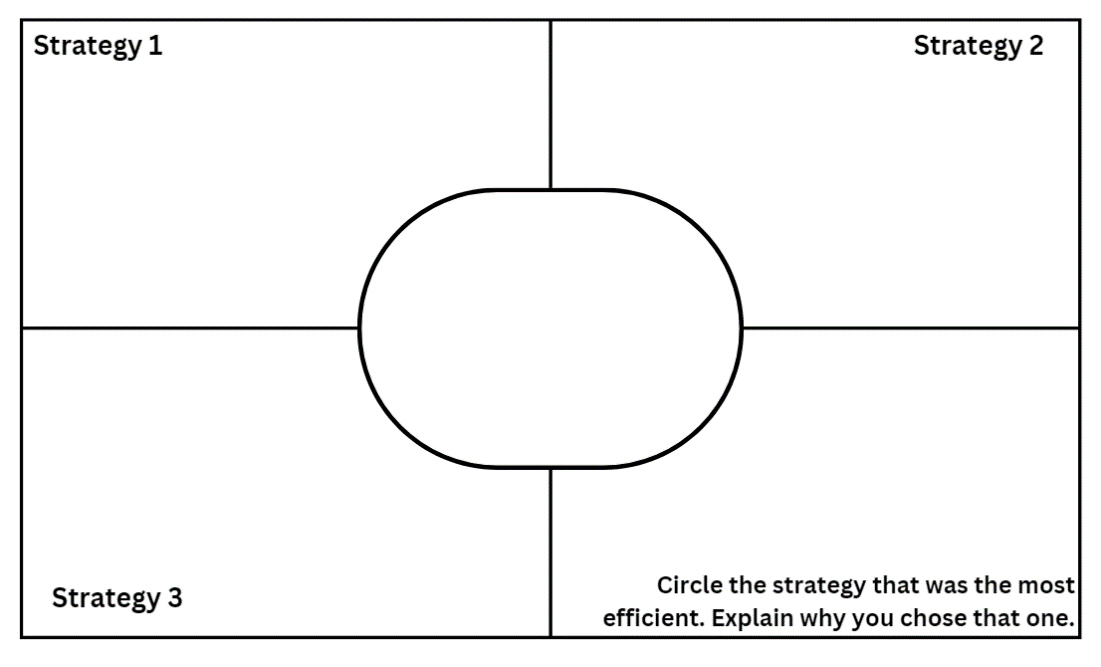 Strategy 1
Strategy 2
Strategy 3
Circle the strategy that was the most
efficient. Explain why you chose that one.